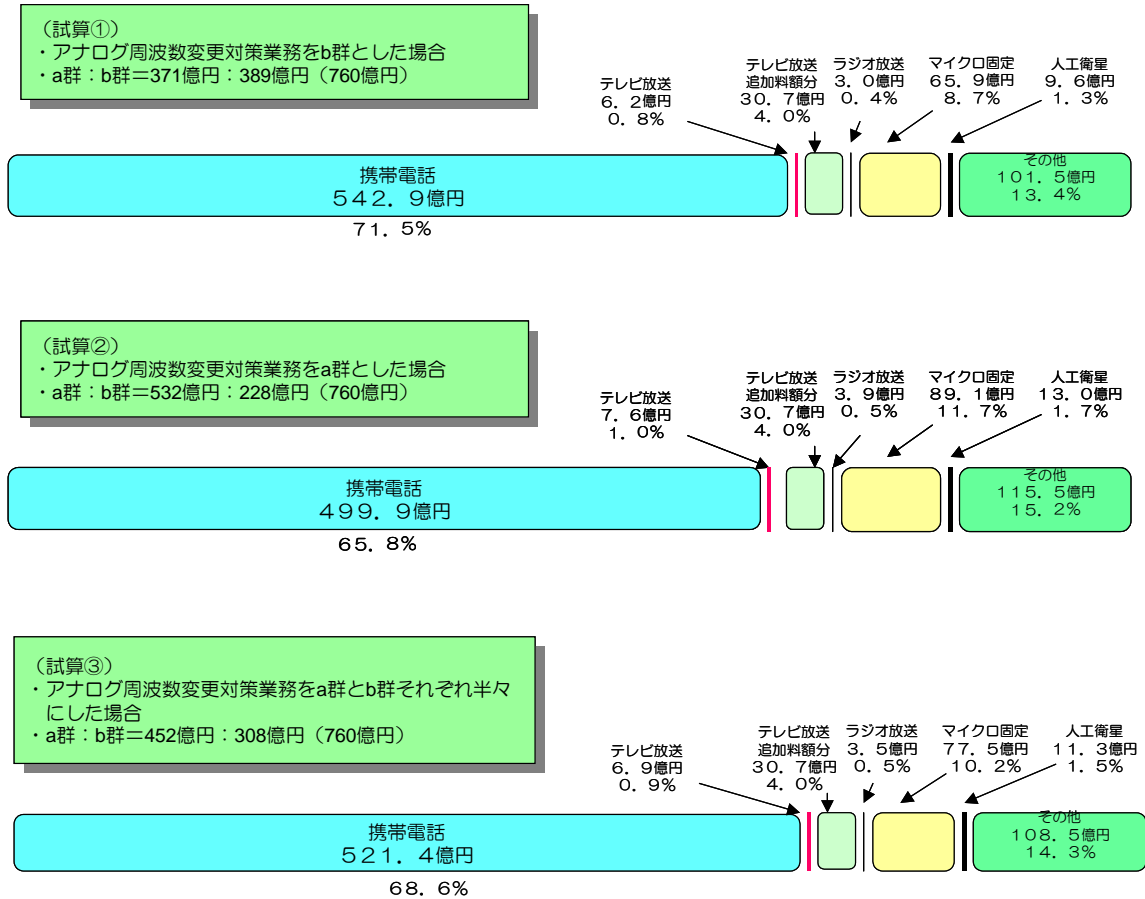 （試算①）
・アナログ周波数変更対策業務をb群とした場合
・a群：b群＝371億円：389億円（760億円）
テレビ放送
６．２億円
０．８%
テレビ放送
追加料額分
３０．７億円
４．０%
ラジオ放送
３．０億円
０．４%
マイクロ固定
６５．９億円
８．７%
人工衛星
９．６億円
１．３%
携帯電話
５４２．９億円
７１．５%
その他
１０１．５億円
１３．４%
（試算②）
・アナログ周波数変更対策業務をa群とした場合
・a群：b群＝532億円：228億円（760億円）
テレビ放送
７．６億円
１．０%
テレビ放送
追加料額分
３０．７億円
４．０%
ラジオ放送
３．９億円
０．５%
マイクロ固定
８９．１億円
１１．７%
人工衛星
１３．０億円
１．７%
携帯電話
４９９．９億円
６５．８%
その他
１１５．５億円
１５．２%
（試算③）
・アナログ周波数変更対策業務をa群とb群それぞれ半々
にした場合
・a群：b群＝452億円：308億円（760億円）
テレビ放送
６．９億円
０．９%
テレビ放送
追加料額分
３０．７億円
４．０%
ラジオ放送
３．５億円
０．５%
マイクロ固定
７７．５億円
１０．２%
人工衛星
１１．３億円
１．５%
携帯電話
５２１．４億円
６８．６%
その他
１０８．５億円
１４．３%